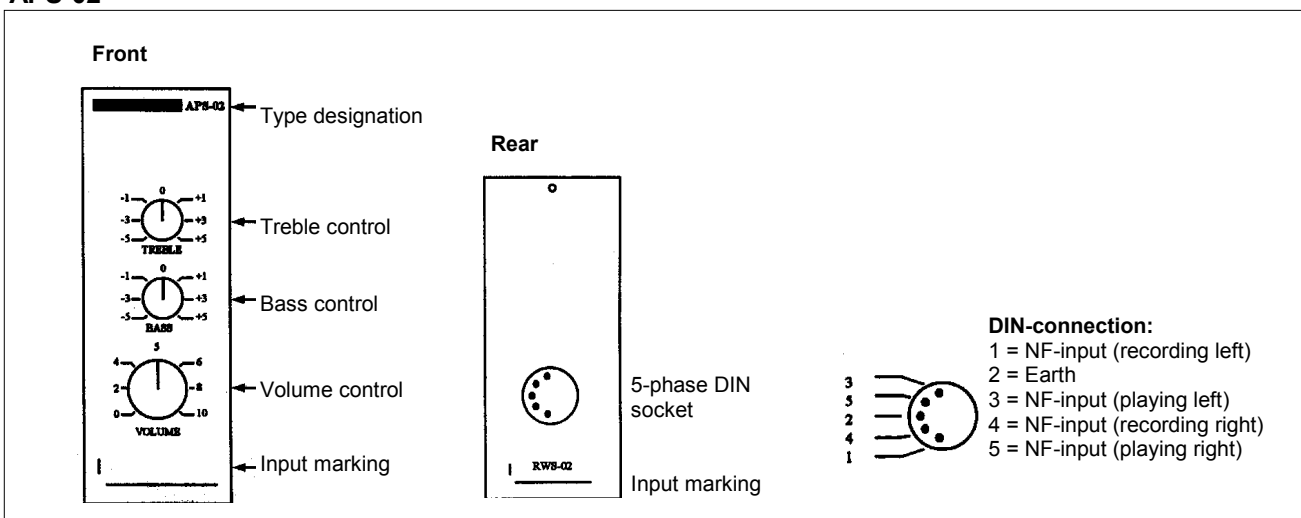 APS-02
Front
APS-02
Type designation
0
-1 +1
-3 +3
-5 +5
TREBLE
Treble control
0
-1 +1
-3 +3
-5 +5
BASS
Bass control
5
4 6
2 8
0 10
VOLUME
Volume control
Input marking
Rear
5-phase DIN
socket
RWS-02
Input marking
3
5
2
4
1
DIN-connection:
1 = NF-input (recording left)
2 = Earth
3 = NF-input (playing left)
4 = NF-input (recording right)
5 = NF-input (playing right)